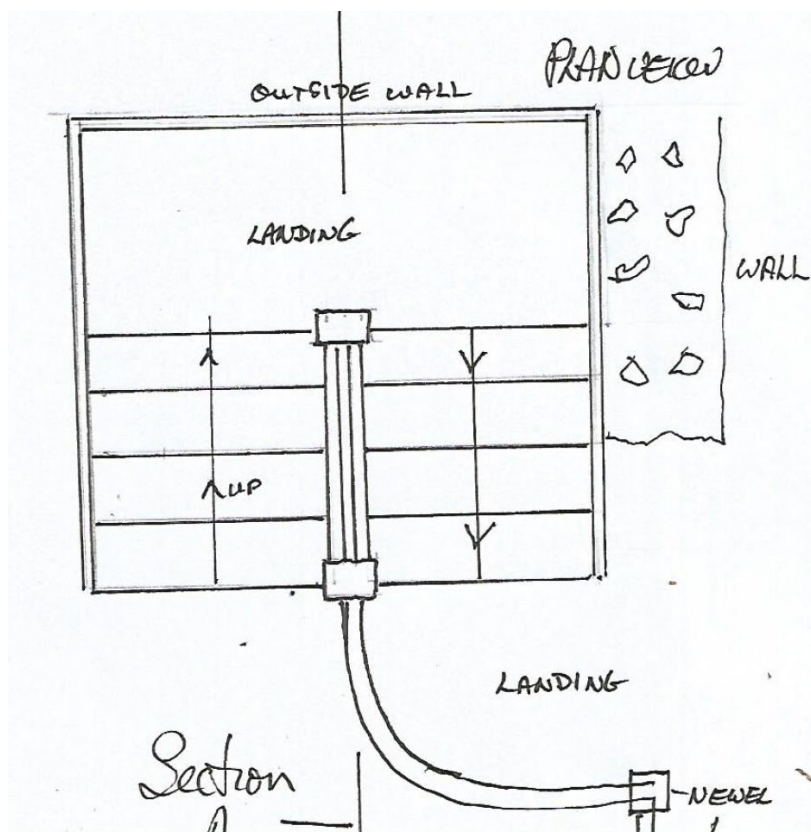 PLAN VIEW
OUTSIDE WALL
LANDING
WALL
UP
LANDING
Section
NEWEL